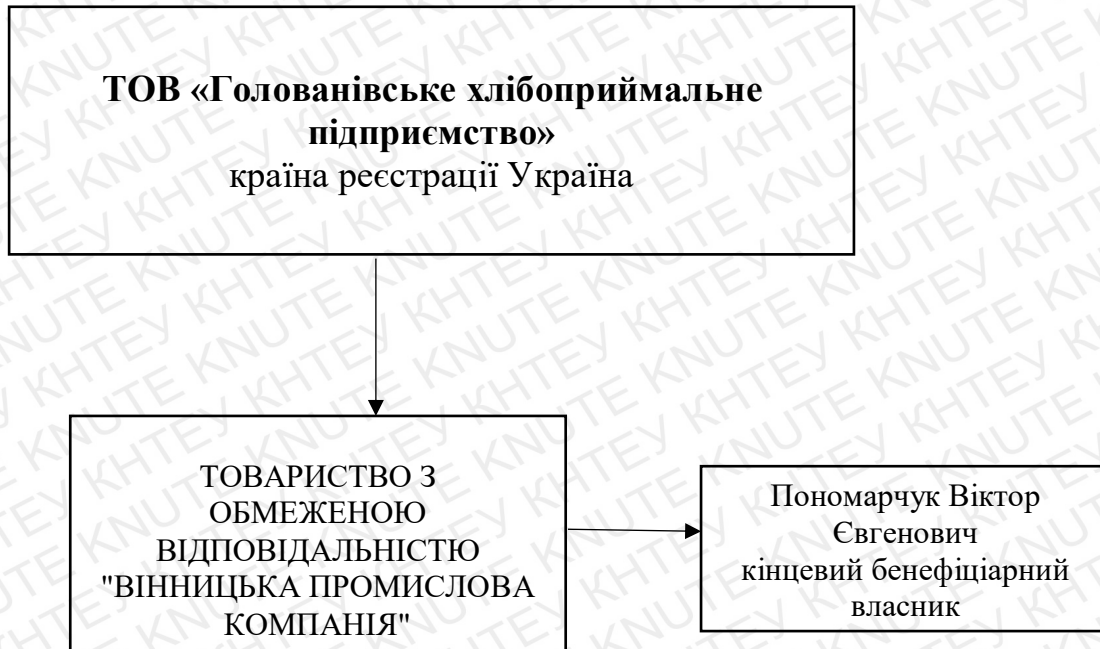 ТОВ «Голованівське хлібоприймальне
підприємство»
країна реєстрації Україна
ТОВАРИСТВО З
ОБМЕЖЕНОЮ
ВІДПОВІДАЛЬНІСТЮ
"ВІННИЦЬКА ПРОМИСЛОВА
КОМПАНІЯ"
Пономарчук Віктор
Євгенович
кінцевий бенефіціарний
власник